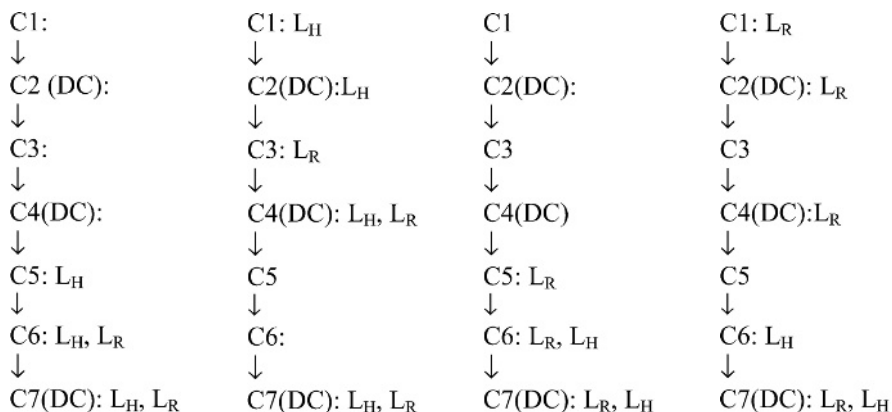 C1: C1: L_H C1 C1: L_R
↓ ↓ ↓ ↓
C2 (DC): C2(DC):L_H C2(DC): C2(DC): L_R
↓ ↓ ↓ ↓
C3: C3: L_R C3 C3
↓ ↓ ↓ ↓
C4(DC): C4(DC): L_H, L_R C4(DC) C4(DC):L_R
↓ ↓ ↓ ↓
C5: L_H C5 C5: L_R C5
↓ ↓ ↓ ↓
C6: L_H, L_R C6: C6: L_R, L_H C6: L_H
↓ ↓ ↓ ↓
C7(DC): L_H, L_R C7(DC): L_H, L_R C7(DC): L_R, L_H C7(DC): L_R, L_H